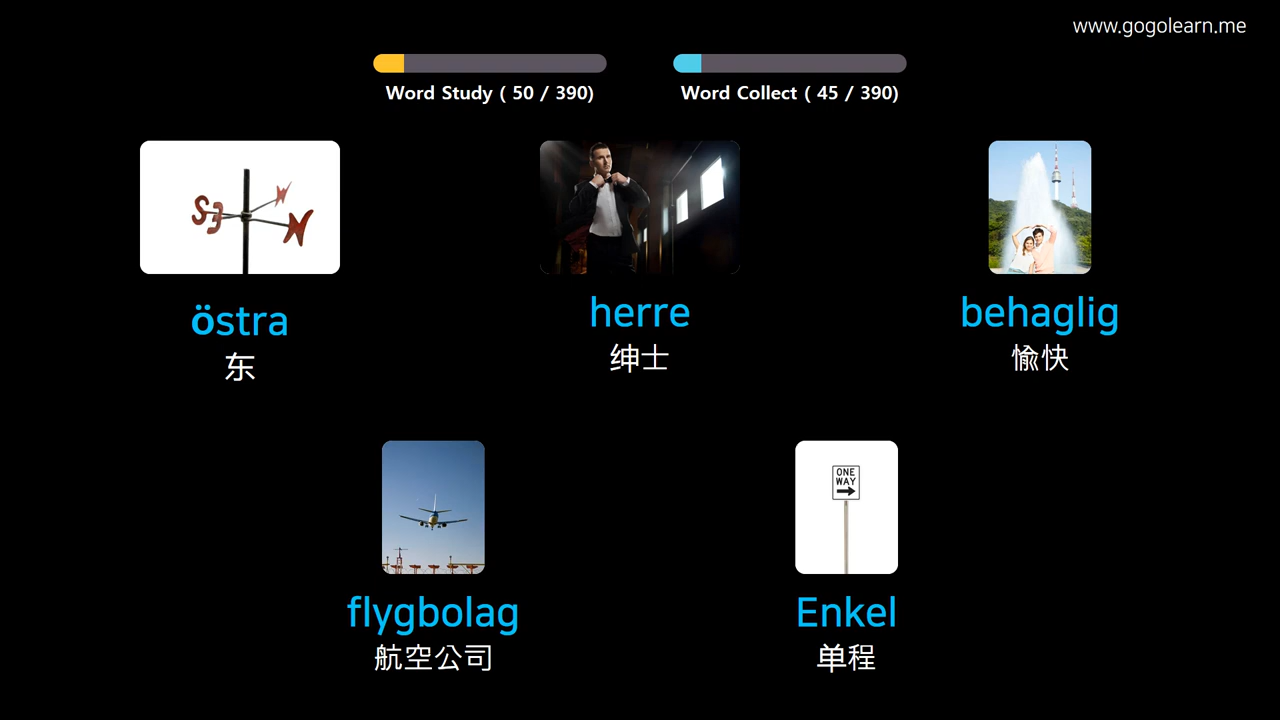 www.gogolearn.me
Word Study ( 50 / 390)
Word Collect ( 45 / 390)
S
E
W
N
östra
东
herre
绅士
behaglig
愉快
ONE
WAY
flygbolag
航空公司
Enkel
单程